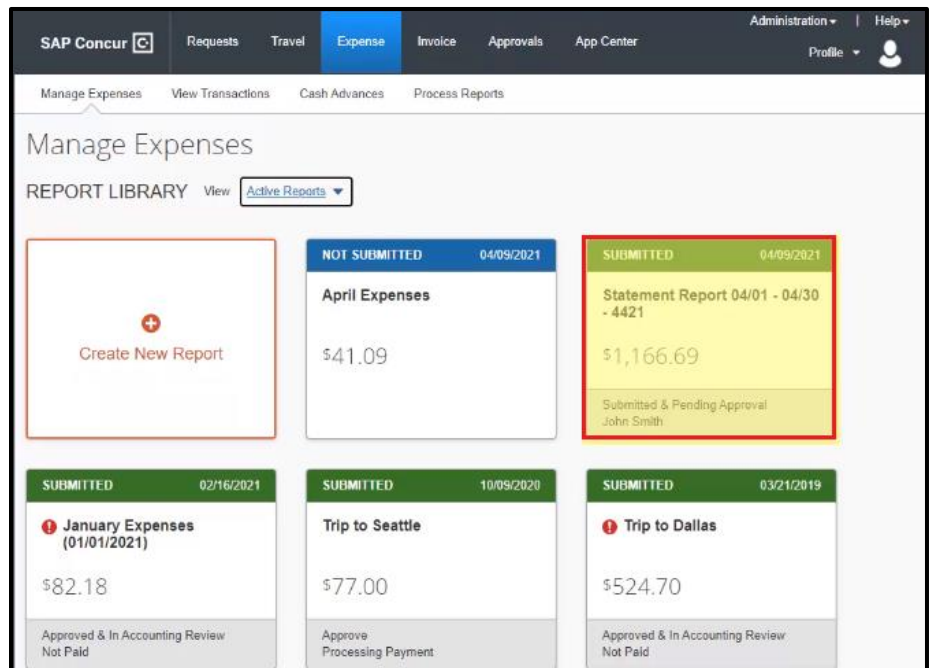 Administration | Help
SAP Concur C Requests Travel Expense Invoice Approvals App Center
Profile
Manage Expenses View Transactions Cash Advances Process Reports
Manage Expenses
REPORT LIBRARY View Active Reports
Create New Report
NOT SUBMITTED 04/09/2021
April Expenses
$41.09
SUBMITTED 04/09/2021
Statement Report 04/01 - 04/30
- 4421
$1,166.69
Submitted & Pending Approval
John Smith
SUBMITTED 02/16/2021
January Expenses
(01/01/2021)
$82.18
Approved & In Accounting Review
Not Paid
SUBMITTED 10/09/2020
Trip to Seattle
$77.00
Approve
Processing Payment
SUBMITTED 03/21/2019
Trip to Dallas
$524.70
Approved & In Accounting Review
Not Paid